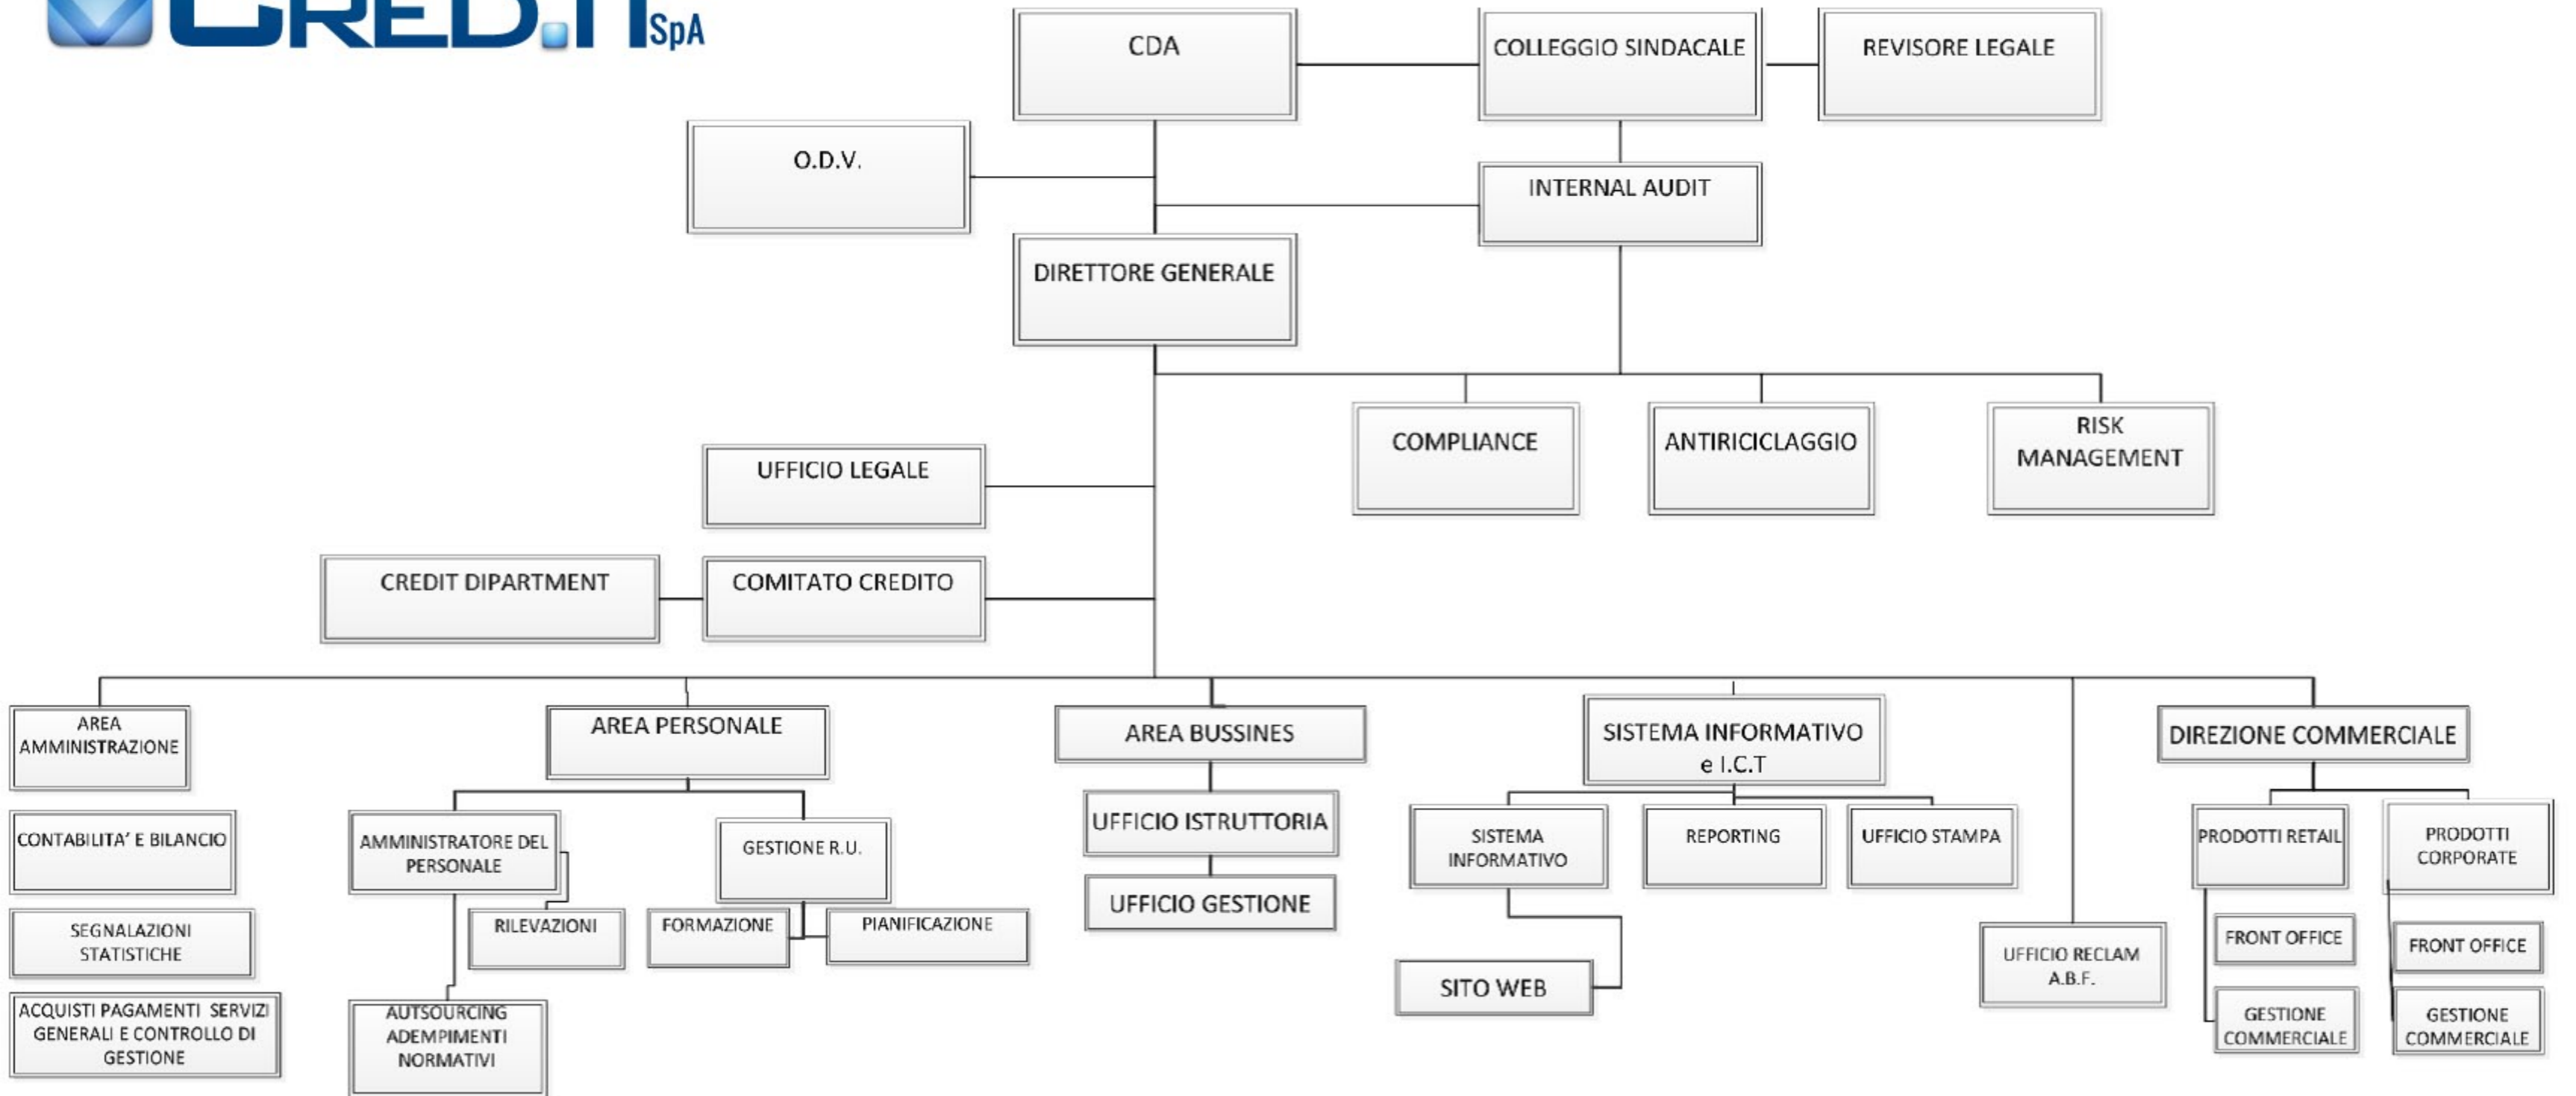 CRED.IT SpA
CDA
COLLEGGIO SINDACALE
REVISORE LEGALE
O.D.V.
INTERNAL AUDIT
DIRETTORE GENERALE
COMPLIANCE
ANTIRICICLAGGIO
RISK
MANAGEMENT
UFFICIO LEGALE
CREDIT DIPARTMENT
COMITATO CREDITO
AREA
AMMINISTRAZIONE
AREA PERSONALE
AREA BUSSINES
SISTEMA INFORMATIVO
e I.C.T
DIREZIONE COMMERCIALE
CONTABILITA' E BILANCIO
SEGNALAZIONI
STATISTICHE
ACQUISTI PAGAMENTI SERVIZI
GENERALI E CONTROLLO DI
GESTIONE
AMMINISTRATORE DEL
PERSONALE
GESTIONE R.U.
RILEVAZIONI
FORMAZIONE
PIANIFICAZIONE
AUTSOURCING
ADEMPIMENTI
NORMATIVI
UFFICIO ISTRUTTORIA
UFFICIO GESTIONE
SISTEMA
INFORMATIVO
REPORTING
UFFICIO STAMPA
SITO WEB
UFFICIO RECLAM
A.B.F.
PRODOTTI RETAIL
PRODOTTI
CORPORATE
FRONT OFFICE
GESTIONE
COMMERCIALE
FRONT OFFICE
GESTIONE
COMMERCIALE